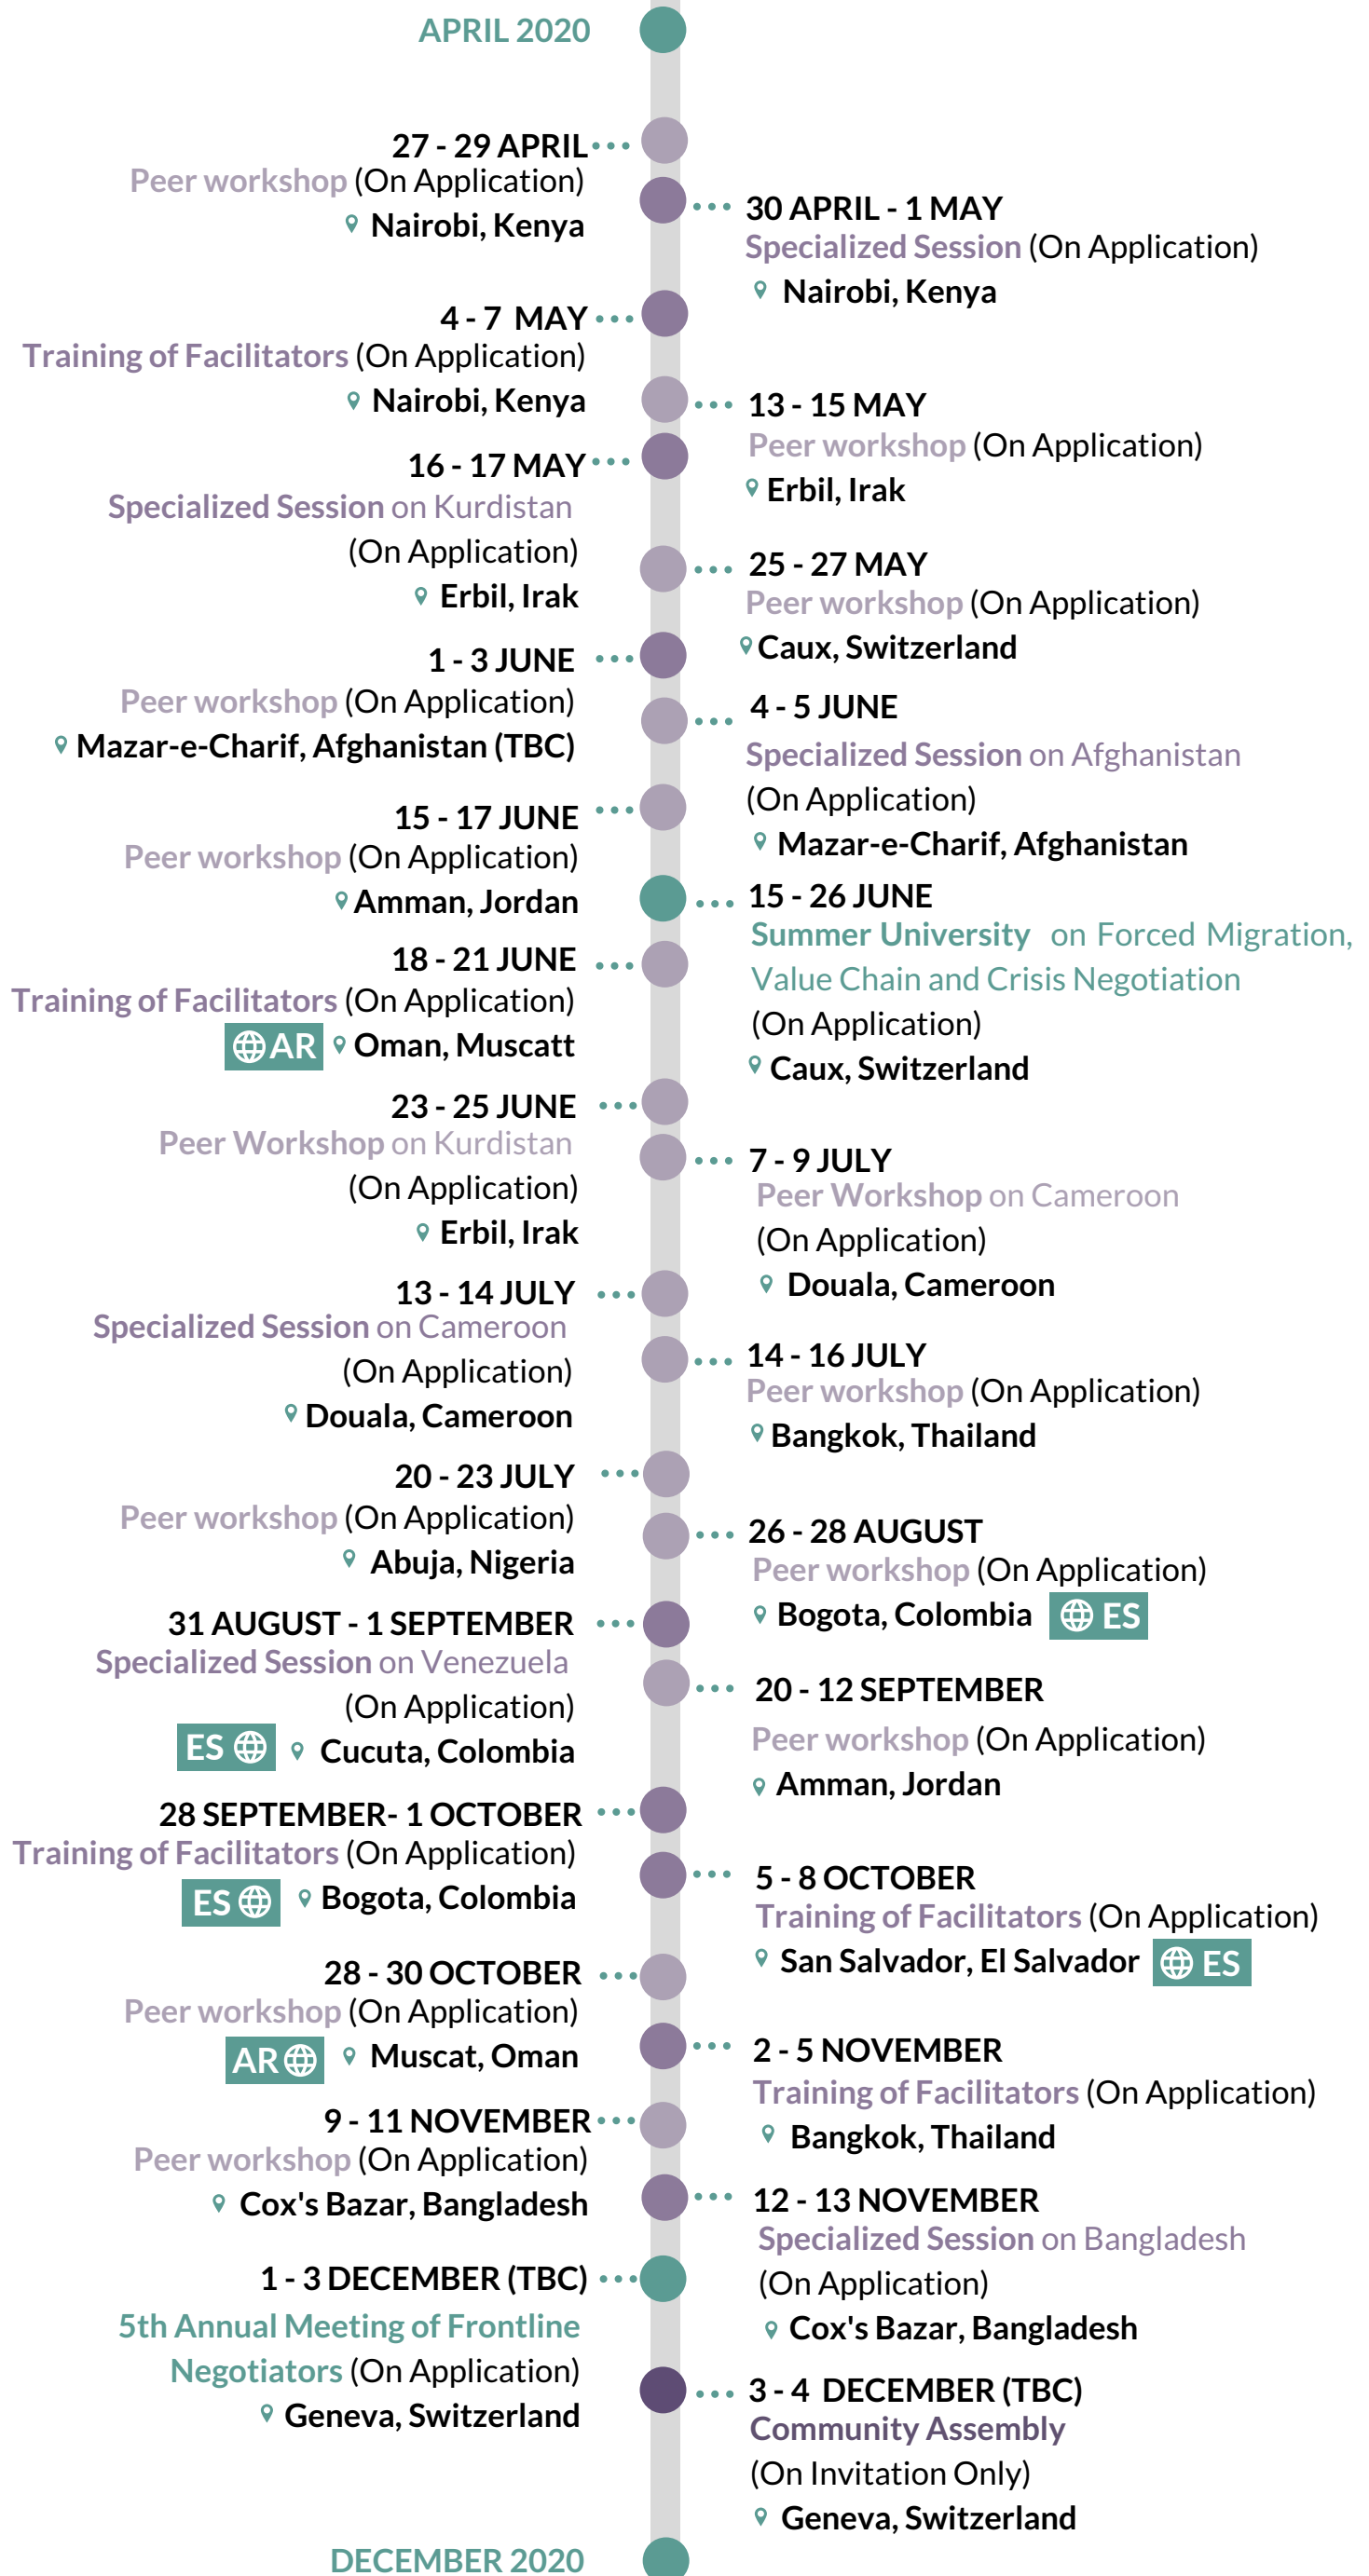 APRIL 2020
27 - 29 APRIL
Peer workshop (On Application)
Nairobi, Kenya
30 APRIL - 1 MAY
Specialized Session (On Application)
Nairobi, Kenya
4 - 7 MAY
Training of Facilitators (On Application)
Nairobi, Kenya
13 - 15 MAY
Peer workshop (On Application)
Erbil, Irak
16 - 17 MAY
Specialized Session on Kurdistan
(On Application)
Erbil, Irak
25 - 27 MAY
Peer workshop (On Application)
Caux, Switzerland
1 - 3 JUNE
Peer workshop (On Application)
Mazar-e-Charif, Afghanistan (TBC)
4 - 5 JUNE
Specialized Session on Afghanistan
(On Application)
Mazar-e-Charif, Afghanistan
15 - 17 JUNE
Peer workshop (On Application)
Amman, Jordan
15 - 26 JUNE
Summer University on Forced Migration,
Value Chain and Crisis Negotiation
(On Application)
Caux, Switzerland
18 - 21 JUNE
Training of Facilitators (On Application)
AR Oman, Muscatt
23 - 25 JUNE
Peer Workshop on Kurdistan
(On Application)
Erbil, Irak
7 - 9 JULY
Peer Workshop on Cameroon
(On Application)
Douala, Cameroon
13 - 14 JULY
Specialized Session on Cameroon
(On Application)
Douala, Cameroon
14 - 16 JULY
Peer workshop (On Application)
Bangkok, Thailand
20 - 23 JULY
Peer workshop (On Application)
Abuja, Nigeria
26 - 28 AUGUST
Peer workshop (On Application)
Bogota, Colombia ES
31 AUGUST - 1 SEPTEMBER
Specialized Session on Venezuela
(On Application)
ES Cucuta, Colombia
20 - 12 SEPTEMBER
Peer workshop (On Application)
Amman, Jordan
28 SEPTEMBER- 1 OCTOBER
Training of Facilitators (On Application)
ES Bogota, Colombia
5 - 8 OCTOBER
Training of Facilitators (On Application)
San Salvador, El Salvador ES
28 - 30 OCTOBER
Peer workshop (On Application)
AR Muscat, Oman
2 - 5 NOVEMBER
Training of Facilitators (On Application)
Bangkok, Thailand
9 - 11 NOVEMBER
Peer workshop (On Application)
Cox's Bazar, Bangladesh
12 - 13 NOVEMBER
Specialized Session on Bangladesh
(On Application)
Cox's Bazar, Bangladesh
1 - 3 DECEMBER (TBC)
5th Annual Meeting of Frontline
Negotiators (On Application)
Geneva, Switzerland
3 - 4 DECEMBER (TBC)
Community Assembly
(On Invitation Only)
Geneva, Switzerland
DECEMBER 2020